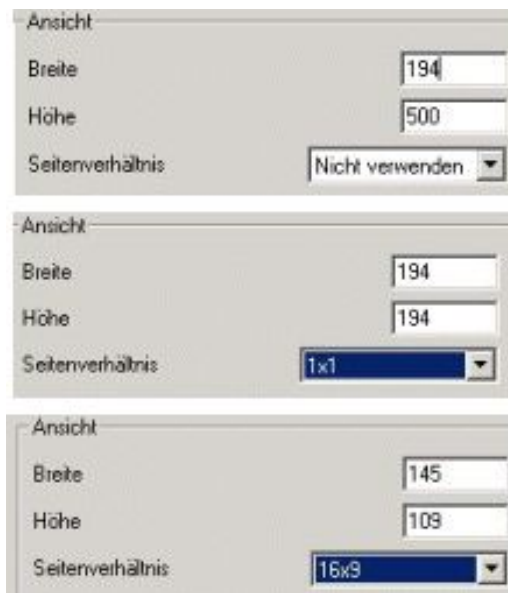 Ansicht
Breite 194
Höhe 500
Seitenverhältnis Nicht verwenden
Ansicht
Breite 194
Höhe 194
Seitenverhältnis 1x1
Ansicht
Breite 145
Höhe 109
Seitenverhältnis 16x9